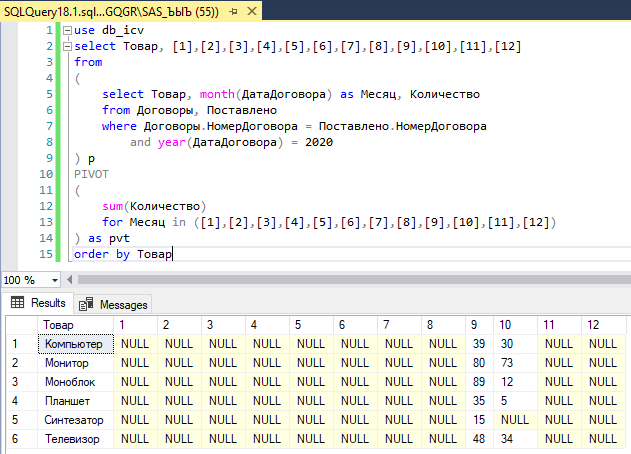 SQLQuery18.1.sql...GQGR\SAS_ЪЫЬ (55))
1 use db_icv
2 select Товар, [1],[2],[3],[4],[5],[6],[7],[8],[9],[10],[11],[12]
3 from
4 (
5 select Товар, month(ДатаДоговора) as Месяц, Количество
6 from Договоры, Поставлено
7 where Договоры.НомерДоговора = Поставлено.НомерДоговора
8 and year(ДатаДоговора) = 2020
9 ) p
10 PIVOT
11 (
12 sum(Количество)
13 for Месяц in ([1],[2],[3],[4],[5],[6],[7],[8],[9],[10],[11],[12])
14 ) as pvt
15 order by Товар
100 %
Results Messages
Товар 1 2 3 4 5 6 7 8 9 10 11 12
1 Компьютер NULL NULL NULL NULL NULL NULL NULL NULL 39 30 NULL NULL
2 Монитор NULL NULL NULL NULL NULL NULL NULL NULL 80 73 NULL NULL
3 Моноблок NULL NULL NULL NULL NULL NULL NULL NULL 89 12 NULL NULL
4 Планшет NULL NULL NULL NULL NULL NULL NULL NULL 35 5 NULL NULL
5 Синтезатор NULL NULL NULL NULL NULL NULL NULL NULL 15 NULL NULL NULL
6 Телевизор NULL NULL NULL NULL NULL NULL NULL NULL 48 34 NULL NULL